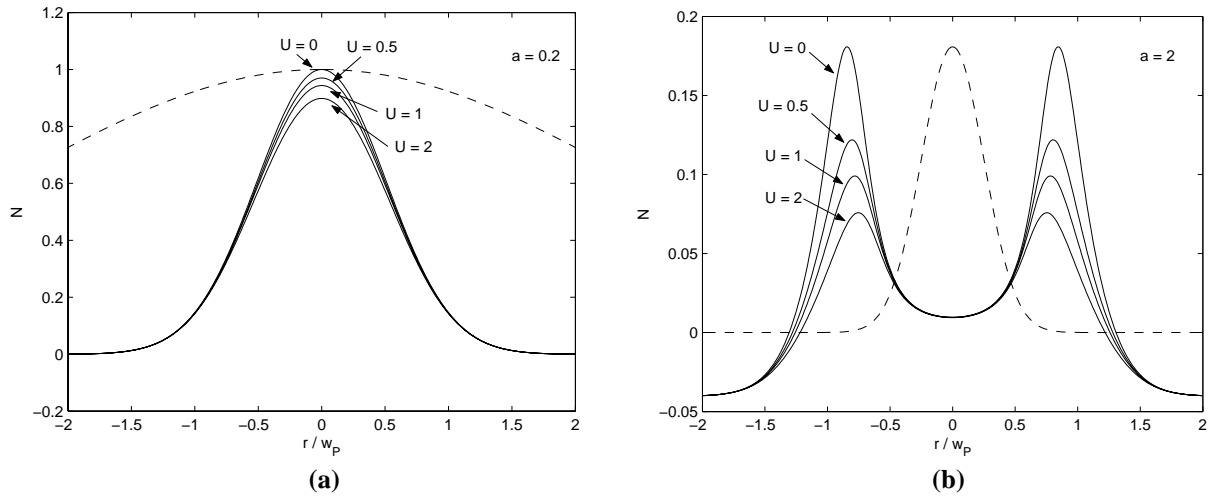 1.2
1
0.8
0.6
0.4
0.2
0
−0.2
N
U = 0
U = 0.5
U = 1
U = 2
a = 0.2
−2
−1.5
−1
−0.5
0
0.5
1
1.5
2
r / w_P
(a)
0.2
0.15
0.1
0.05
0
−0.05
N
U = 0
U = 0.5
U = 1
U = 2
a = 2
−2
−1.5
−1
−0.5
0
0.5
1
1.5
2
r / w_P
(b)